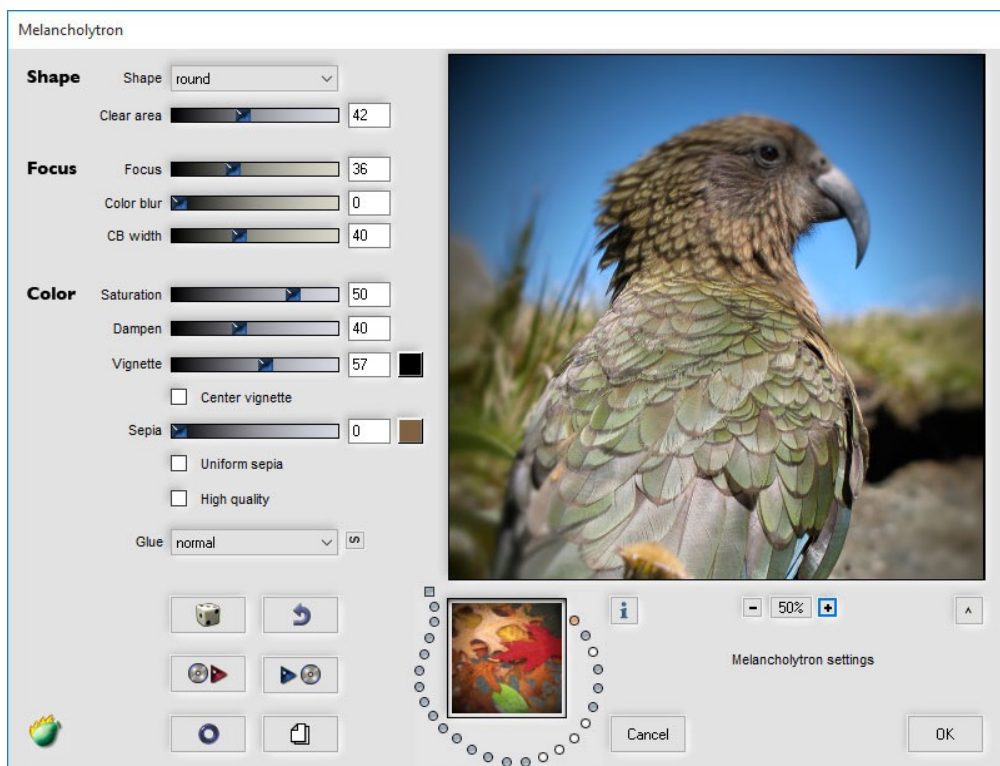 Melancholytron
Shape Shape round
Clear area 42
Focus Focus 36
Color blur 0
CB width 40
Color Saturation 50
Dampen 40
Vignette 57
Center vignette
Sepia 0
Uniform sepia
High quality
Glue normal S
i - 50% + ^
Melancholytron settings
Cancel OK